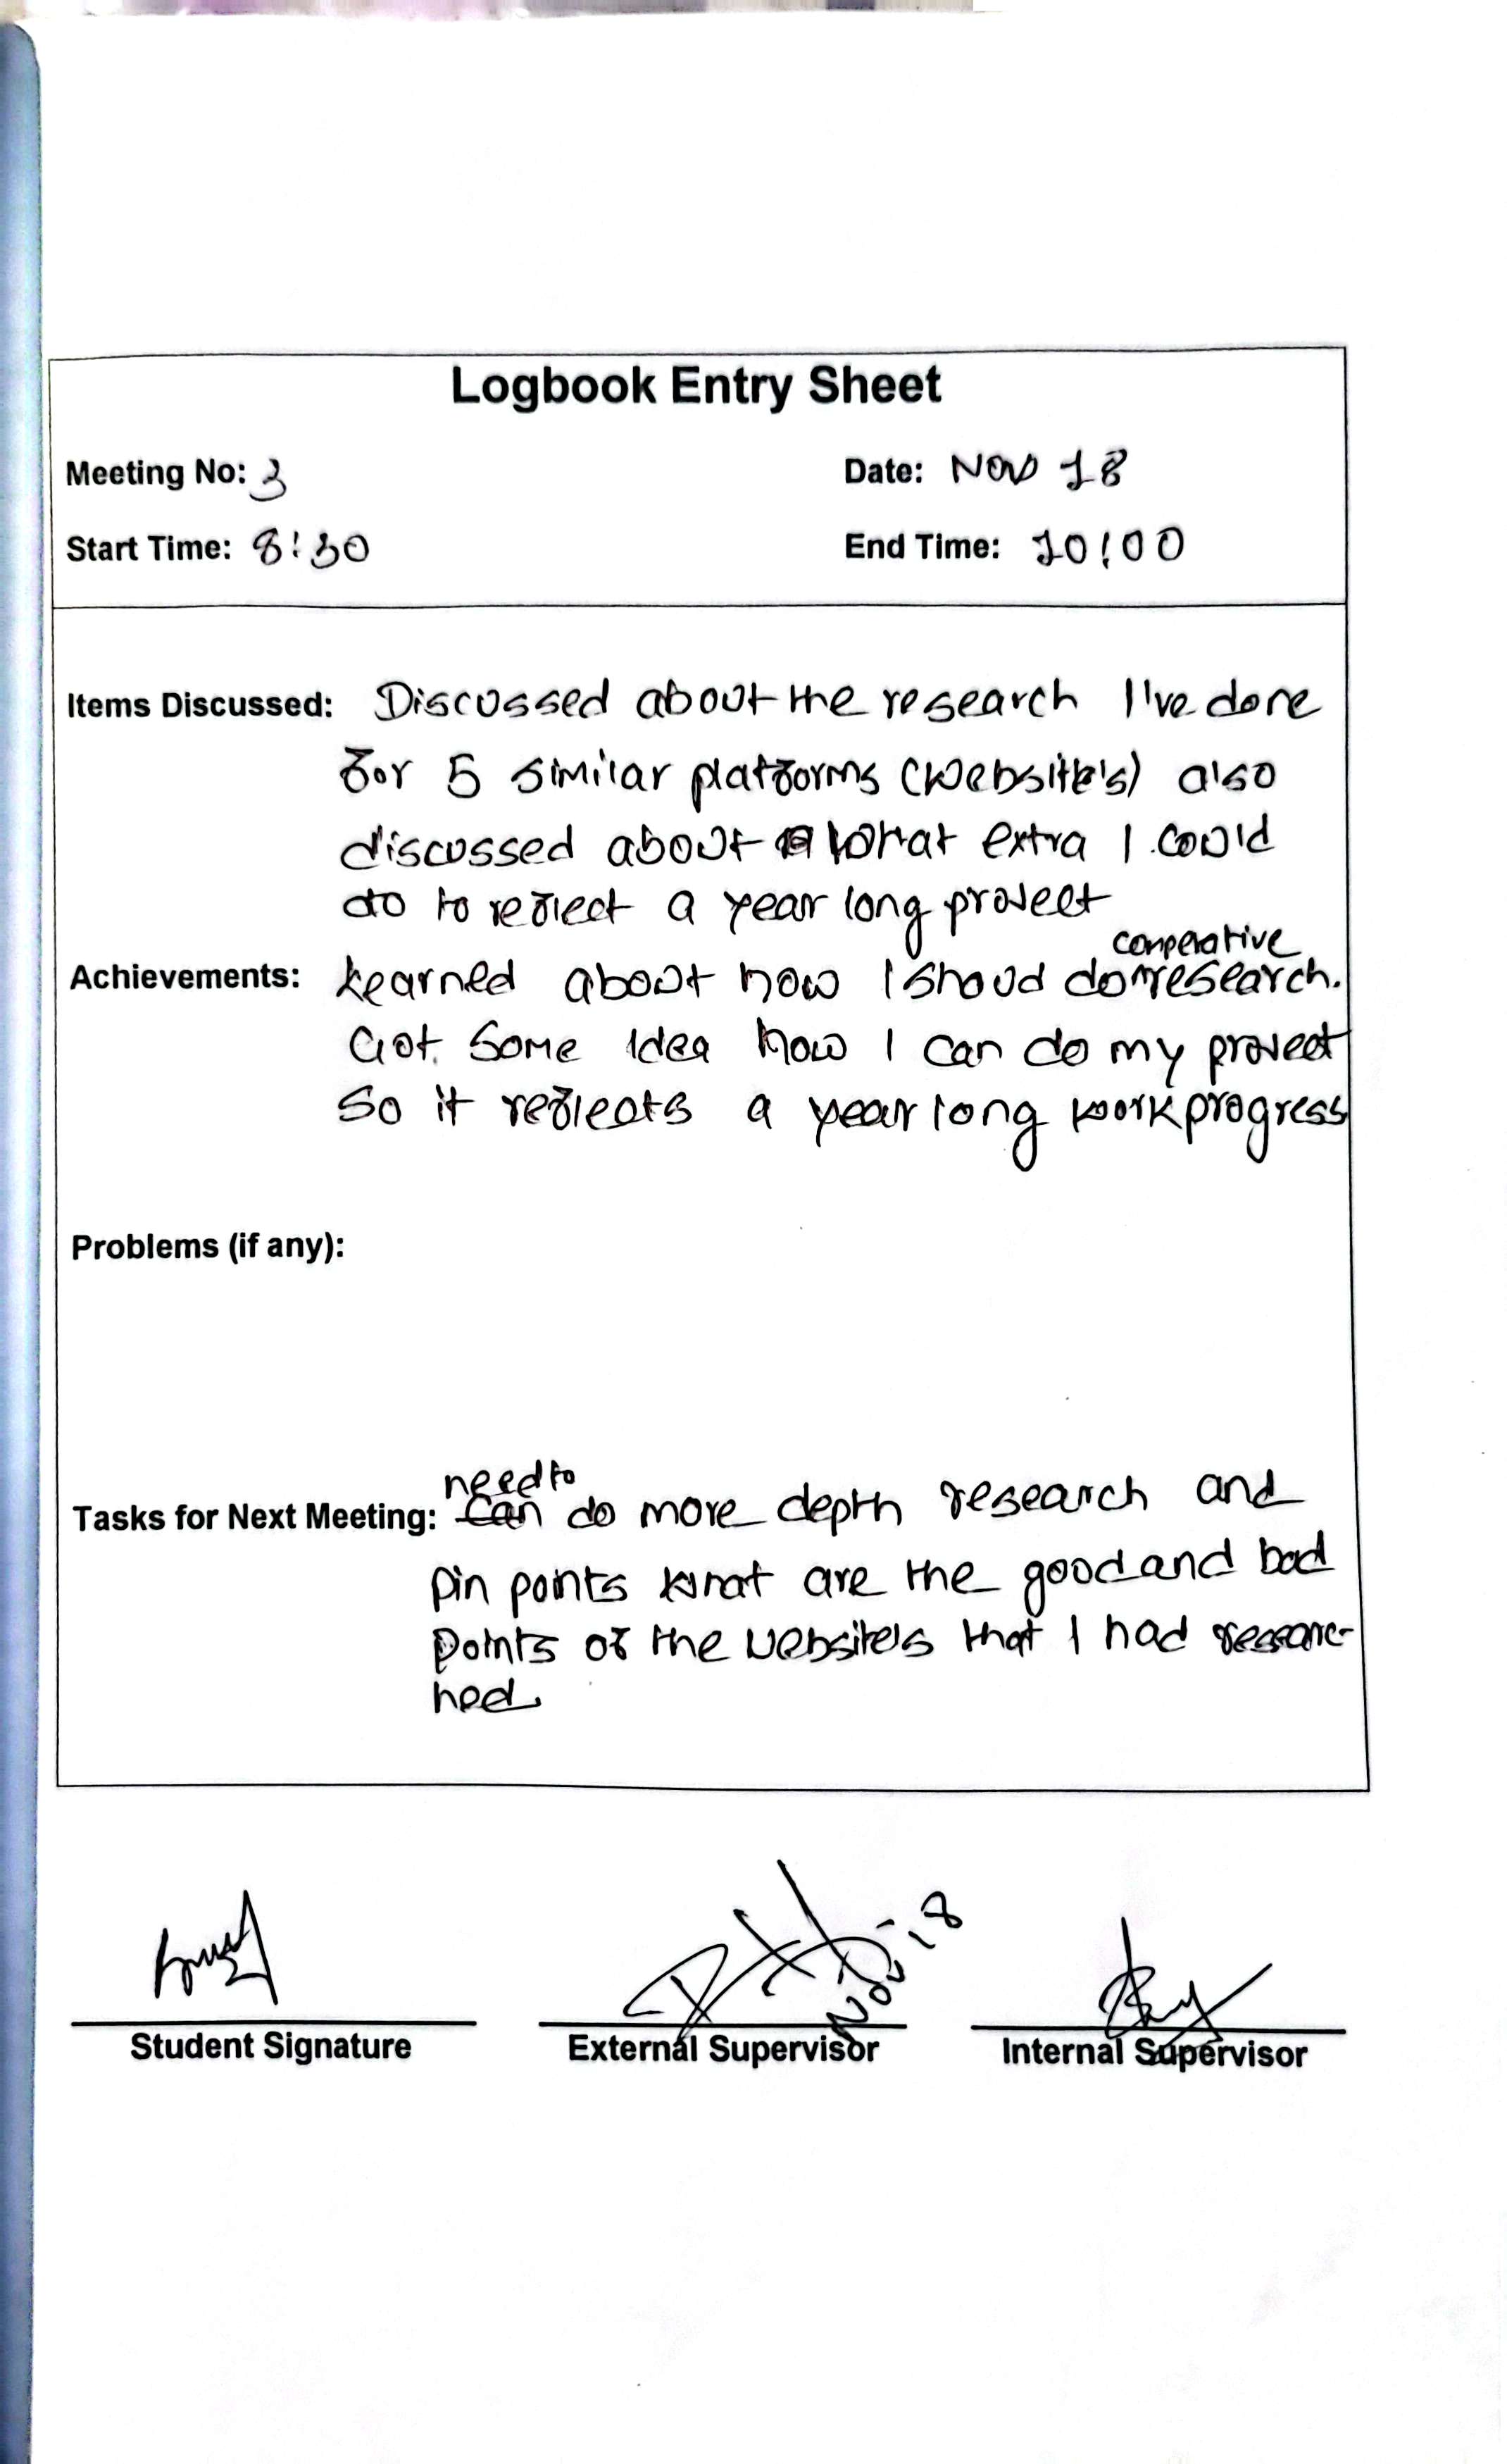 Logbook Entry Sheet
Meeting No: 3 Date: Nov 18
Start Time: 8:30 End Time: 10:00
Items Discussed: Discussed about the research I've done
for 5 similar platforms (website's) also
discussed about what extra I could
do to reflect a year long project
comperative
Achievements: Learned about how I shoud do research.
Got some idea how I can do my project
So it reflects a year long work progress
Problems (if any):
need to
Tasks for Next Meeting: can do more depth research and
pin points what are the good and bad
points of the website's that I had researc-
hed.
Nov-18
Student Signature External Supervisor Internal Supervisor